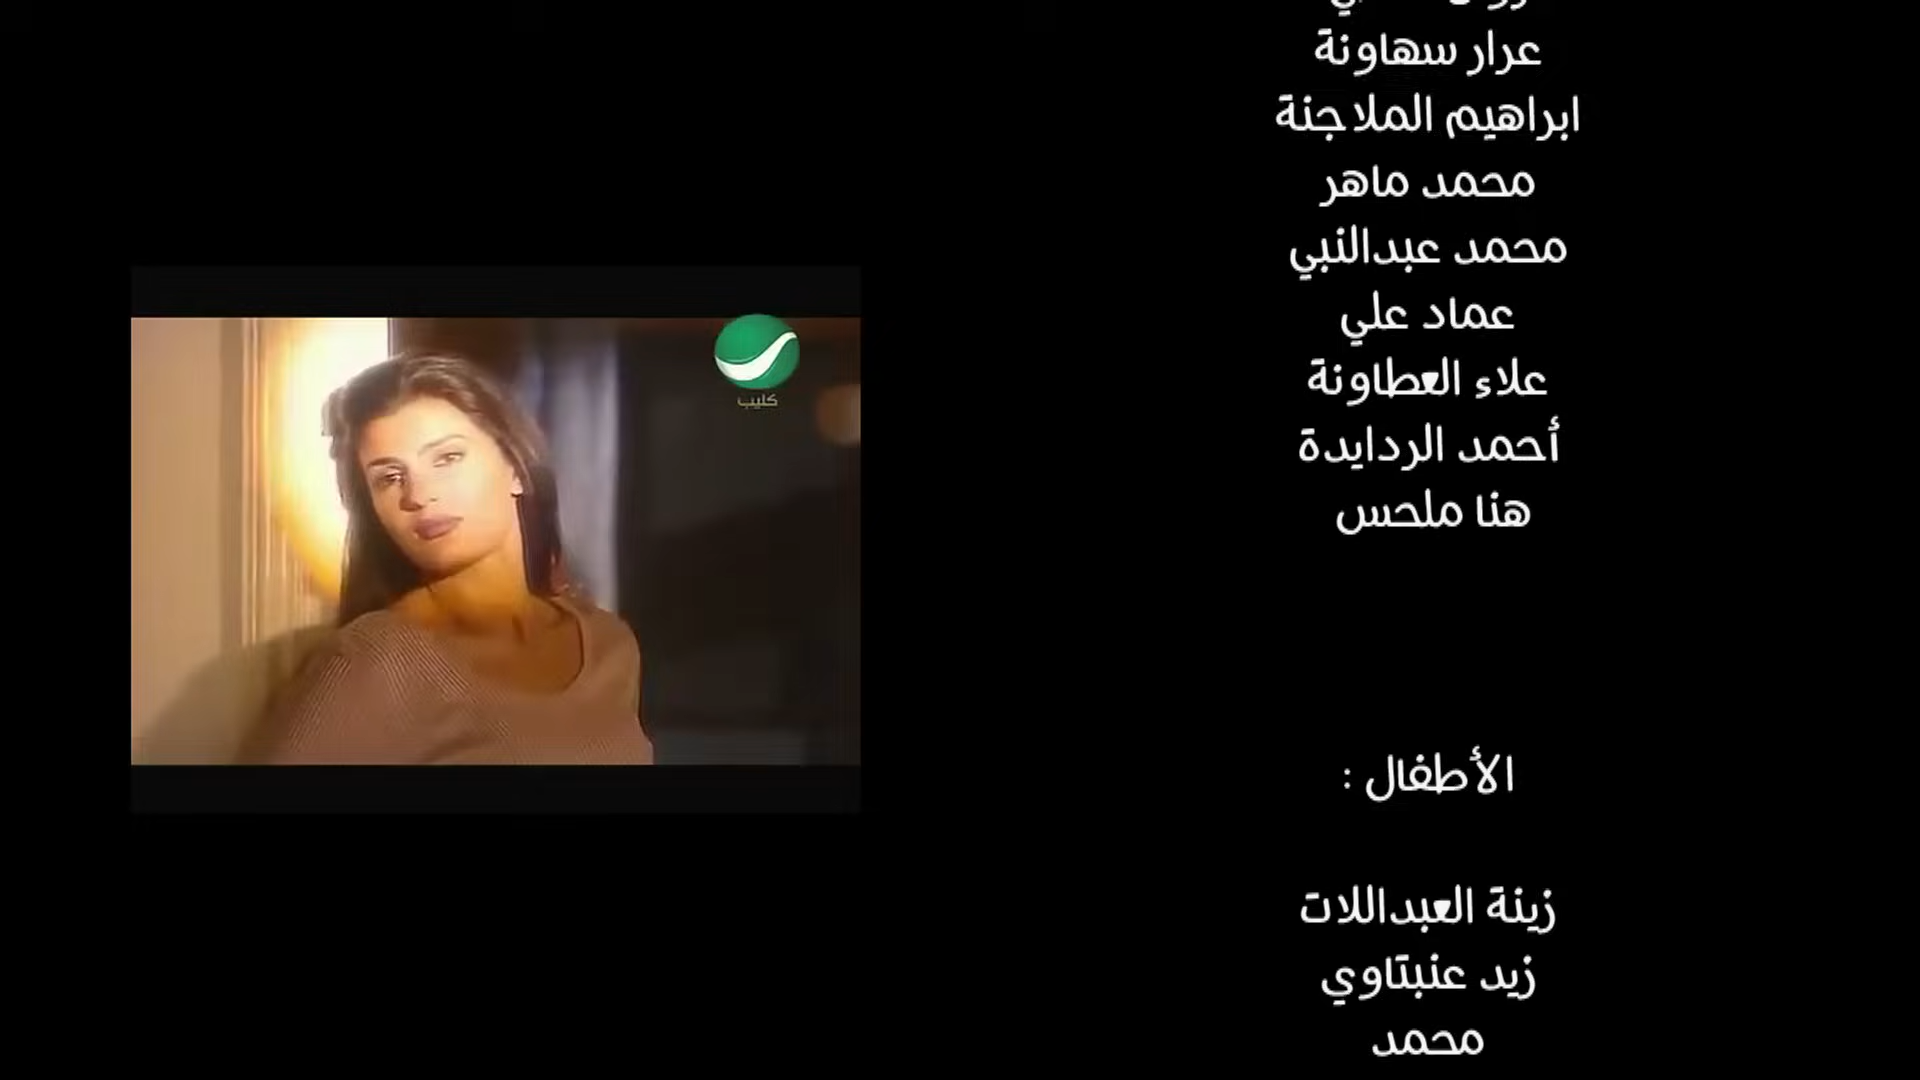 عرار سهاونة
ابراهيم الملاجنة
محمد ماهر
محمد عبدالنبي
عماد علي
علاء العطاونة
أحمد الردايدة
هنا ملحس
كليب
الأطفال :
زينة العبداللات
زيد عنبتاوي
محمد